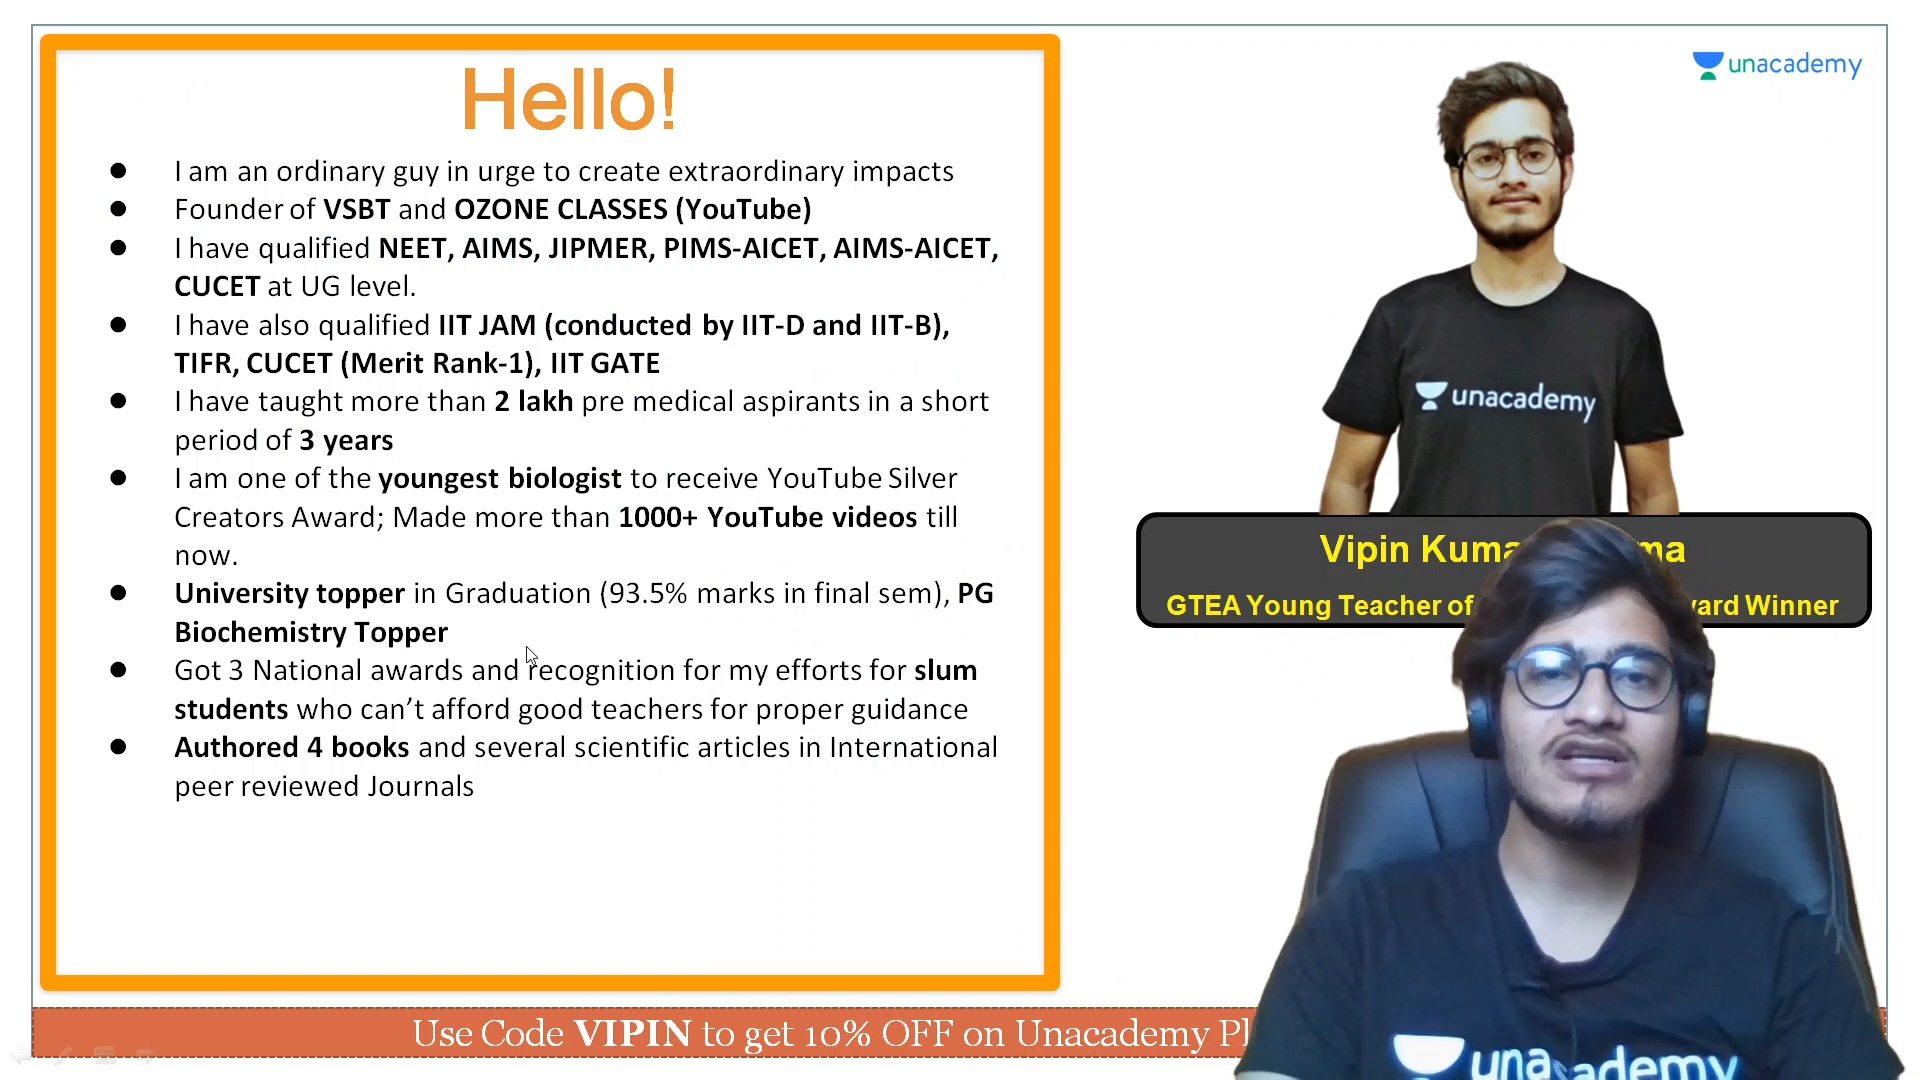 Hello!
I am an ordinary guy in urge to create extraordinary impacts
Founder of VSBT and OZONE CLASSES (YouTube)
I have qualified NEET, AIMS, JIPMER, PIMS-AICET, AIMS-AICET,
CUCET at UG level.
I have also qualified IIT JAM (conducted by IIT-D and IIT-B),
TIFR, CUCET (Merit Rank-1), IIT GATE
I have taught more than 2 lakh pre medical aspirants in a short
period of 3 years
I am one of the youngest biologist to receive YouTube Silver
Creators Award; Made more than 1000+ YouTube videos till
now.
University topper in Graduation (93.5% marks in final sem), PG
Biochemistry Topper
Got 3 National awards and recognition for my efforts for slum
students who can’t afford good teachers for proper guidance
Authored 4 books and several scientific articles in International
peer reviewed Journals
unacademy
unacademy
Vipin
GTEA Young Teacher of Winner
Use Code VIPIN to get 10% OFF on Unacademy
unacademy